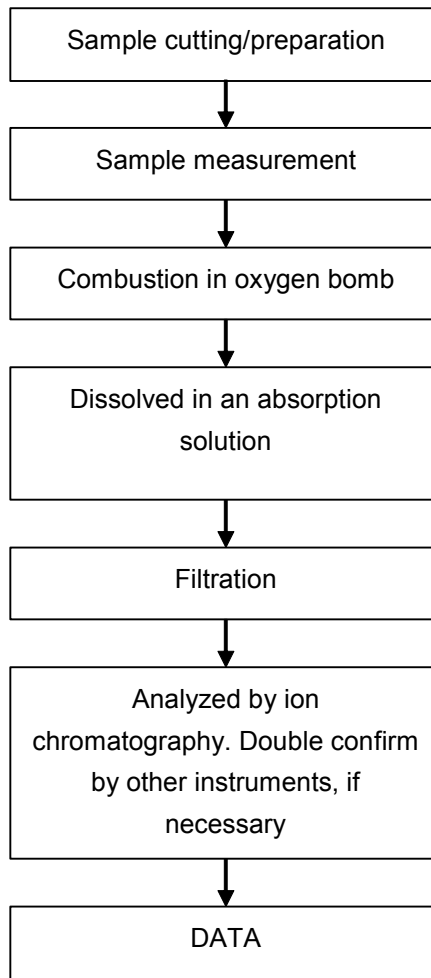 Sample cutting/preparation
Sample measurement
Combustion in oxygen bomb
Dissolved in an absorption
solution
Filtration
Analyzed by ion
chromatography. Double confirm
by other instruments, if
necessary
DATA